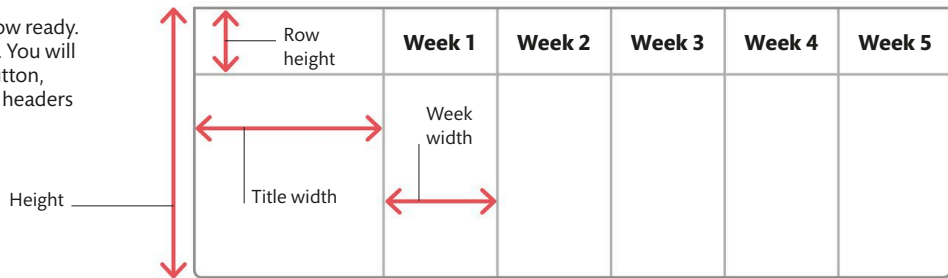 ow ready.
. You will
tton,
headers
Row
height
Week 1 Week 2 Week 3 Week 4 Week 5
Week
width
Title width
Height